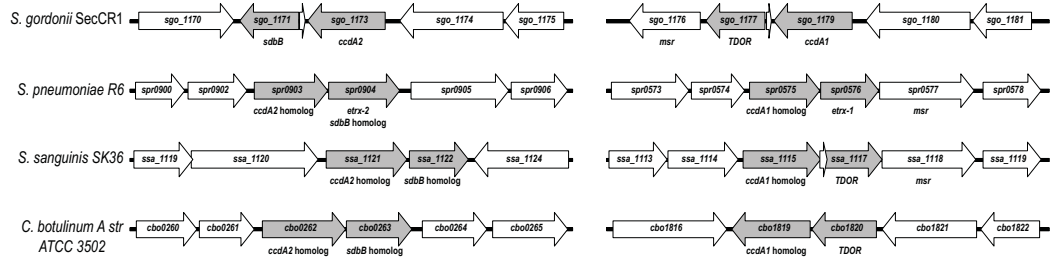 S. gordonii SecCR1 sgo_1170 sgo_1171 sgo_1173 sgo_1174 sgo_1175 sgo_1176 sgo_1177 sgo_1179 sgo_1180 sgo_1181
sdbB ccdA2 msr TDOR ccdA1
S. pneumoniae R6 spr0900 spr0902 spr0903 spr0904 spr0905 spr0906 spr0573 spr0574 spr0575 spr0576 spr0577 spr0578
ccdA2 homolog etrx-2 ccdA1 homolog etrx-1 msr
sdbB homolog
S. sanguinis SK36 ssa_1119 ssa_1120 ssa_1121 ssa_1122 ssa_1124 ssa_1113 ssa_1114 ssa_1115 ssa_1117 ssa_1118 ssa_1119
ccdA2 homolog sdbB homolog ccdA1 homolog TDOR msr
C. botulinum A str cbo0260 cbo0261 cbo0262 cbo0263 cbo0264 cbo0265 cbo1816 cbo1819 cbo1820 cbo1821 cbo1822
ATCC 3502 ccdA2 homolog sdbB homolog ccdA1 homolog TDOR